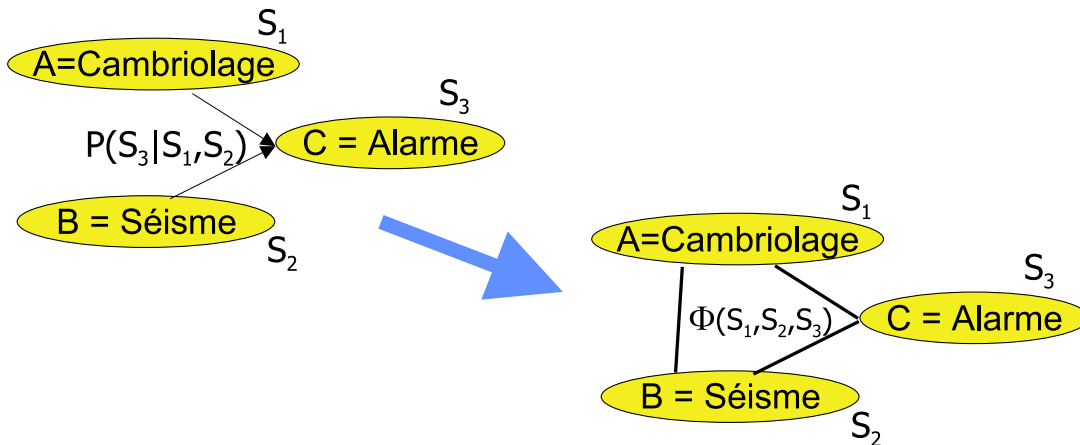 S₁
A=Cambriolage
S₃
P(S₃|S₁,S₂)
C = Alarme
B = Séisme
S₂
S₁
A=Cambriolage
S₃
Φ(S₁,S₂,S₃)
C = Alarme
B = Séisme
S₂